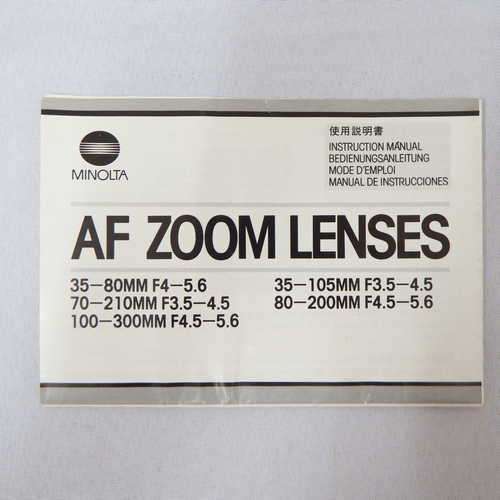 使用説明書
INSTRUCTION MANUAL
BEDIENUNGSANLEITUNG
MODE D'EMPLOI
MANUAL DE INSTRUCCIONES
MINOLTA
AF ZOOM LENSES
35-80MM F4-5.6
70-210MM F3.5-4.5
100-300MM F4.5-5.6
35-105MM F3.5-4.5
80-200MM F4.5-5.6